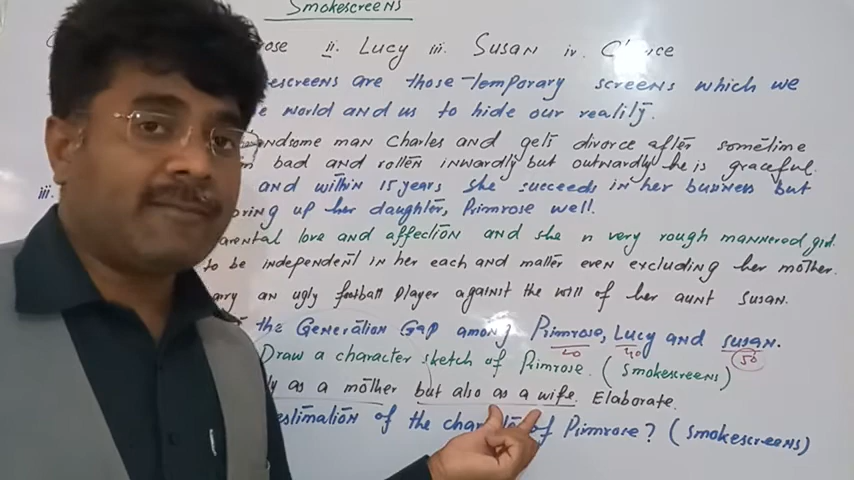 Smokescreens
ose ii. Lucy iii. Susan iv. Choice
escreens are those temporary screens which we
e world and us to hide our reality.
ndsome man Charles and gets divorce after sometime
bad and rotten inwardly but outwardly he is graceful.
iii. and within 15 years she succeeds in her business but
bring up her daughter, Primrose well.
arental love and affection and she n very rough mannered girl.
to be independent in her each and matter even excluding her mother.
ary an ugly football player against the will of her aunt Susan.
the Generation Gap among Primrose, Lucy and Susan.
20 40 50
Draw a character sketch of Primrose. (Smokescreens)
ly as a mother but also as a wife. Elaborate.
estimation of the of Primrose? (Smokescreens)